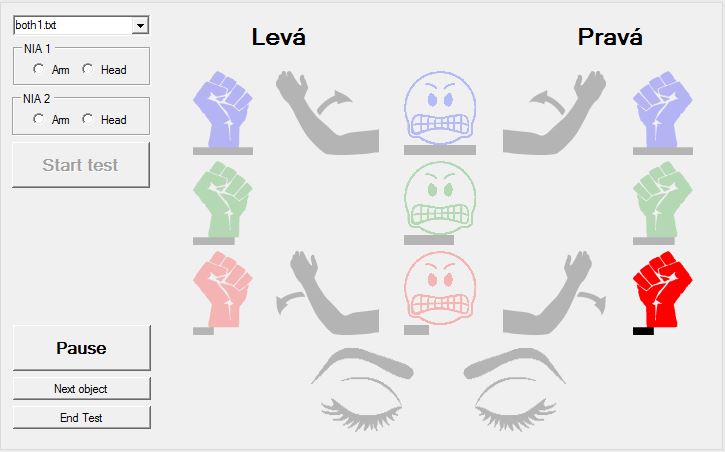 both1.txt
Levá
Pravá
NIA 1
Arm
Head
NIA 2
Arm
Head
Start test
Pause
Next object
End Test